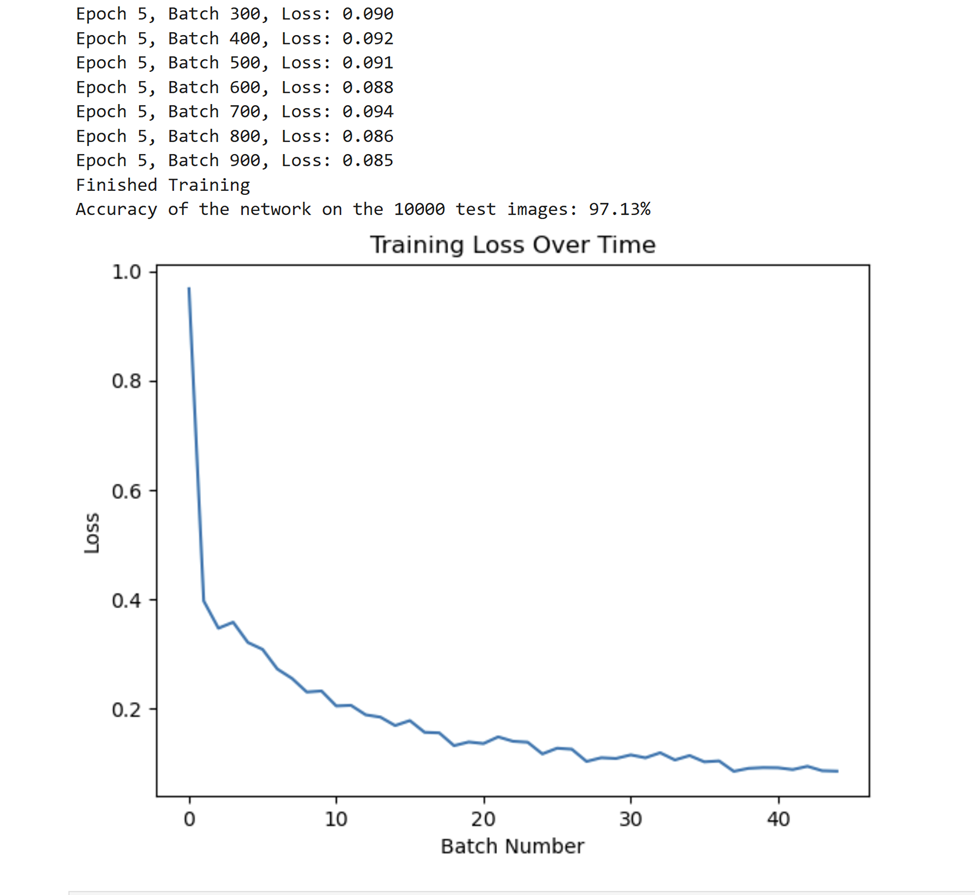 Epoch 5, Batch 300, Loss: 0.090
Epoch 5, Batch 400, Loss: 0.092
Epoch 5, Batch 500, Loss: 0.091
Epoch 5, Batch 600, Loss: 0.088
Epoch 5, Batch 700, Loss: 0.094
Epoch 5, Batch 800, Loss: 0.086
Epoch 5, Batch 900, Loss: 0.085
Finished Training
Accuracy of the network on the 10000 test images: 97.13%
Training Loss Over Time
1.0
0.8
0.6
0.4
0.2
Loss
0 10 20 30 40
Batch Number